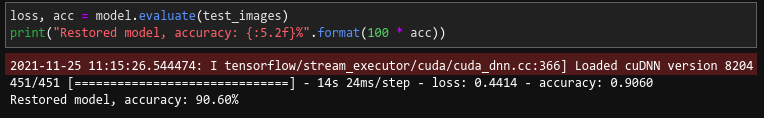 loss, acc = model.evaluate(test_images)
print("Restored model, accuracy: {:5.2f}%".format(100 * acc))
2021-11-25 11:15:26.544474: I tensorflow/stream_executor/cuda/cuda_dnn.cc:366] Loaded cuDNN version 8204
451/451 [==============================] - 14s 24ms/step - loss: 0.4414 - accuracy: 0.9060
Restored model, accuracy: 90.60%